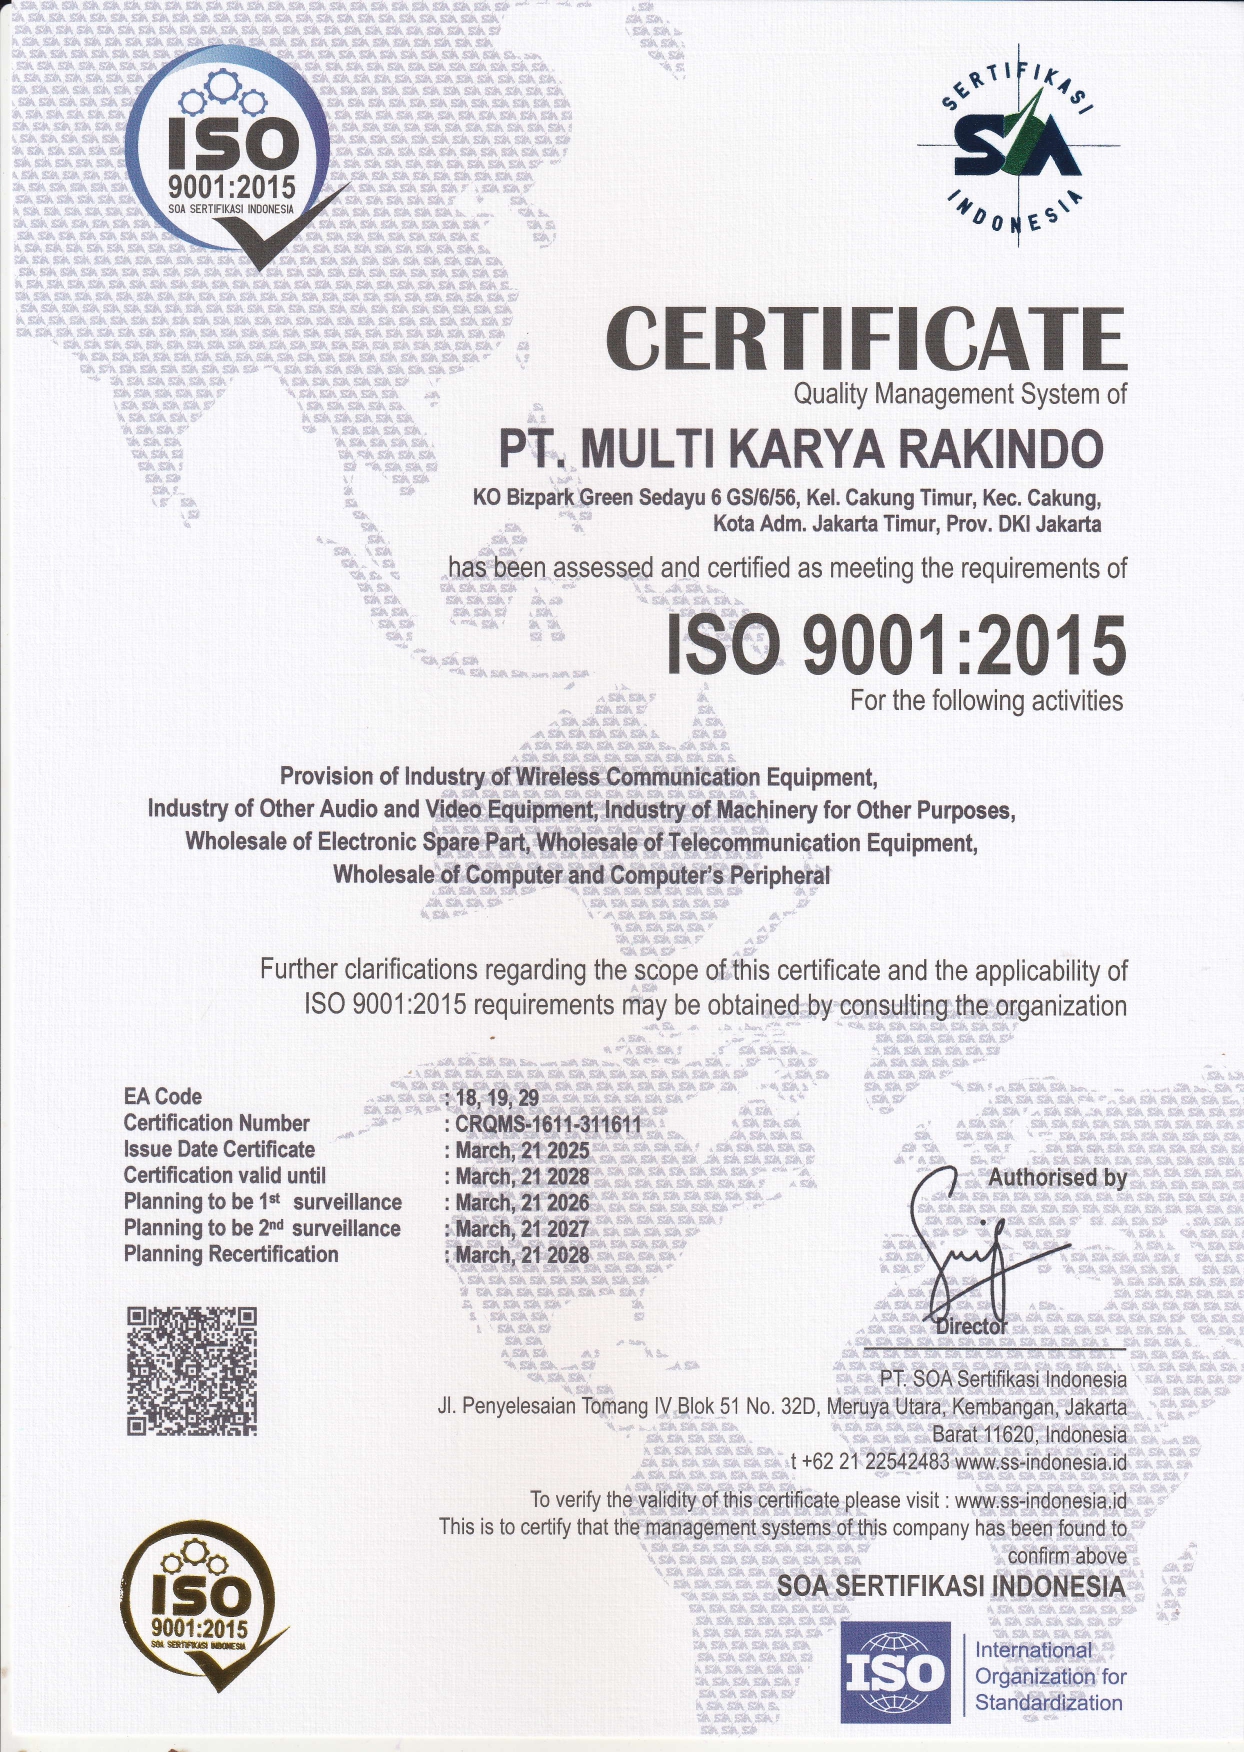 ISO
9001:2015
SOA SERTIFIKASI INDONESIA
SERTIFIKASI
SOA
INDONESIA
CERTIFICATE
Quality Management System of
PT. MULTI KARYA RAKINDO
KO Bizpark Green Sedayu 6 GS/6/56, Kel. Cakung Timur, Kec. Cakung,
Kota Adm. Jakarta Timur, Prov. DKI Jakarta
has been assessed and certified as meeting the requirements of
ISO 9001:2015
For the following activities
Provision of Industry of Wireless Communication Equipment,
Industry of Other Audio and Video Equipment, Industry of Machinery for Other Purposes,
Wholesale of Electronic Spare Part, Wholesale of Telecommunication Equipment,
Wholesale of Computer and Computer's Peripheral
Further clarifications regarding the scope of this certificate and the applicability of
ISO 9001:2015 requirements may be obtained by consulting the organization
EA Code : 18, 19, 29
Certification Number : CRQMS-1611-311611
Issue Date Certificate : March, 21 2025
Certification valid until : March, 21 2028
Planning to be 1st surveillance : March, 21 2026
Planning to be 2nd surveillance : March, 21 2027
Planning Recertification : March, 21 2028
Authorised by
Director
PT. SOA Sertifikasi Indonesia
Jl. Penyelesaian Tomang IV Blok 51 No. 32D, Meruya Utara, Kembangan, Jakarta
Barat 11620, Indonesia
t +62 21 22542483 www.ss-indonesia.id
To verify the validity of this certificate please visit : www.ss-indonesia.id
This is to certify that the management systems of this company has been found to
confirm above
SOA SERTIFIKASI INDONESIA
ISO
9001:2015
SOA SERTIFIKASI INDONESIA
ISO
International
Organization for
Standardization